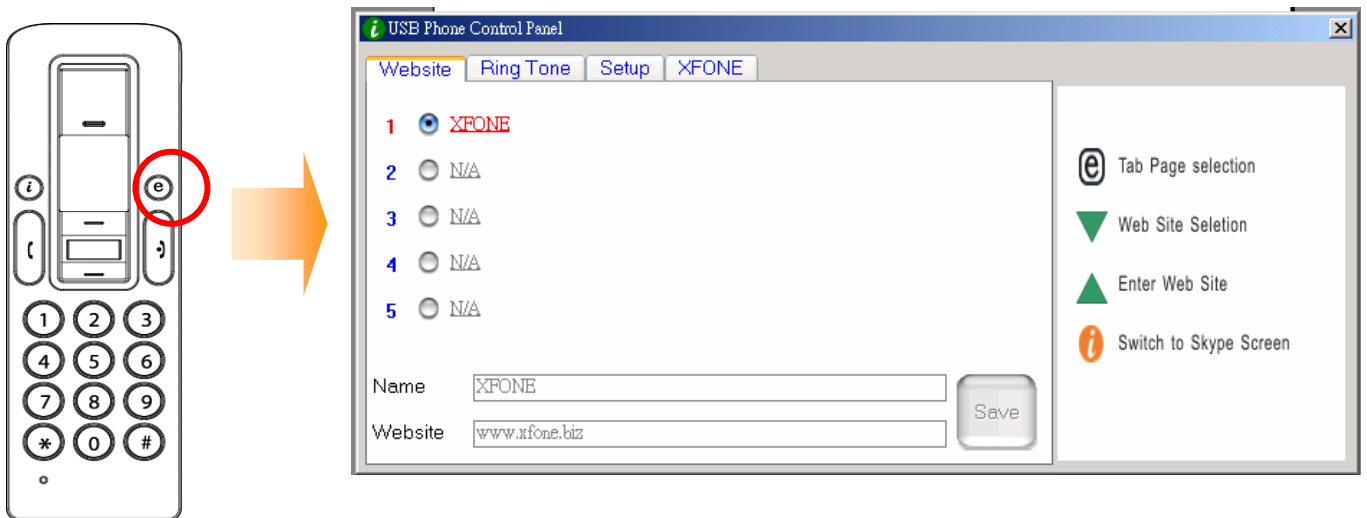 i
e
1 2 3
4 5 6
7 8 9
* 0 #
i USB Phone Control Panel
Website Ring Tone Setup XFONE
1 XFONE
2 N/A
3 N/A
4 N/A
5 N/A
Name XFONE
Website www.xfone.biz
Save
e Tab Page selection
Web Site Seletion
Enter Web Site
i Switch to Skype Screen